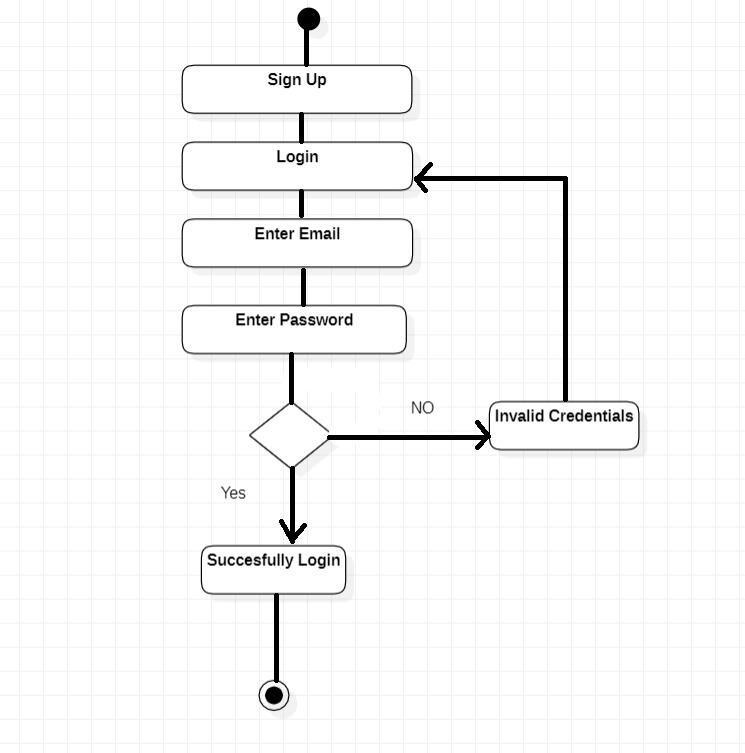 Sign Up
Login
Enter Email
Enter Password
NO
Invalid Credentials
Yes
Succesfully Login